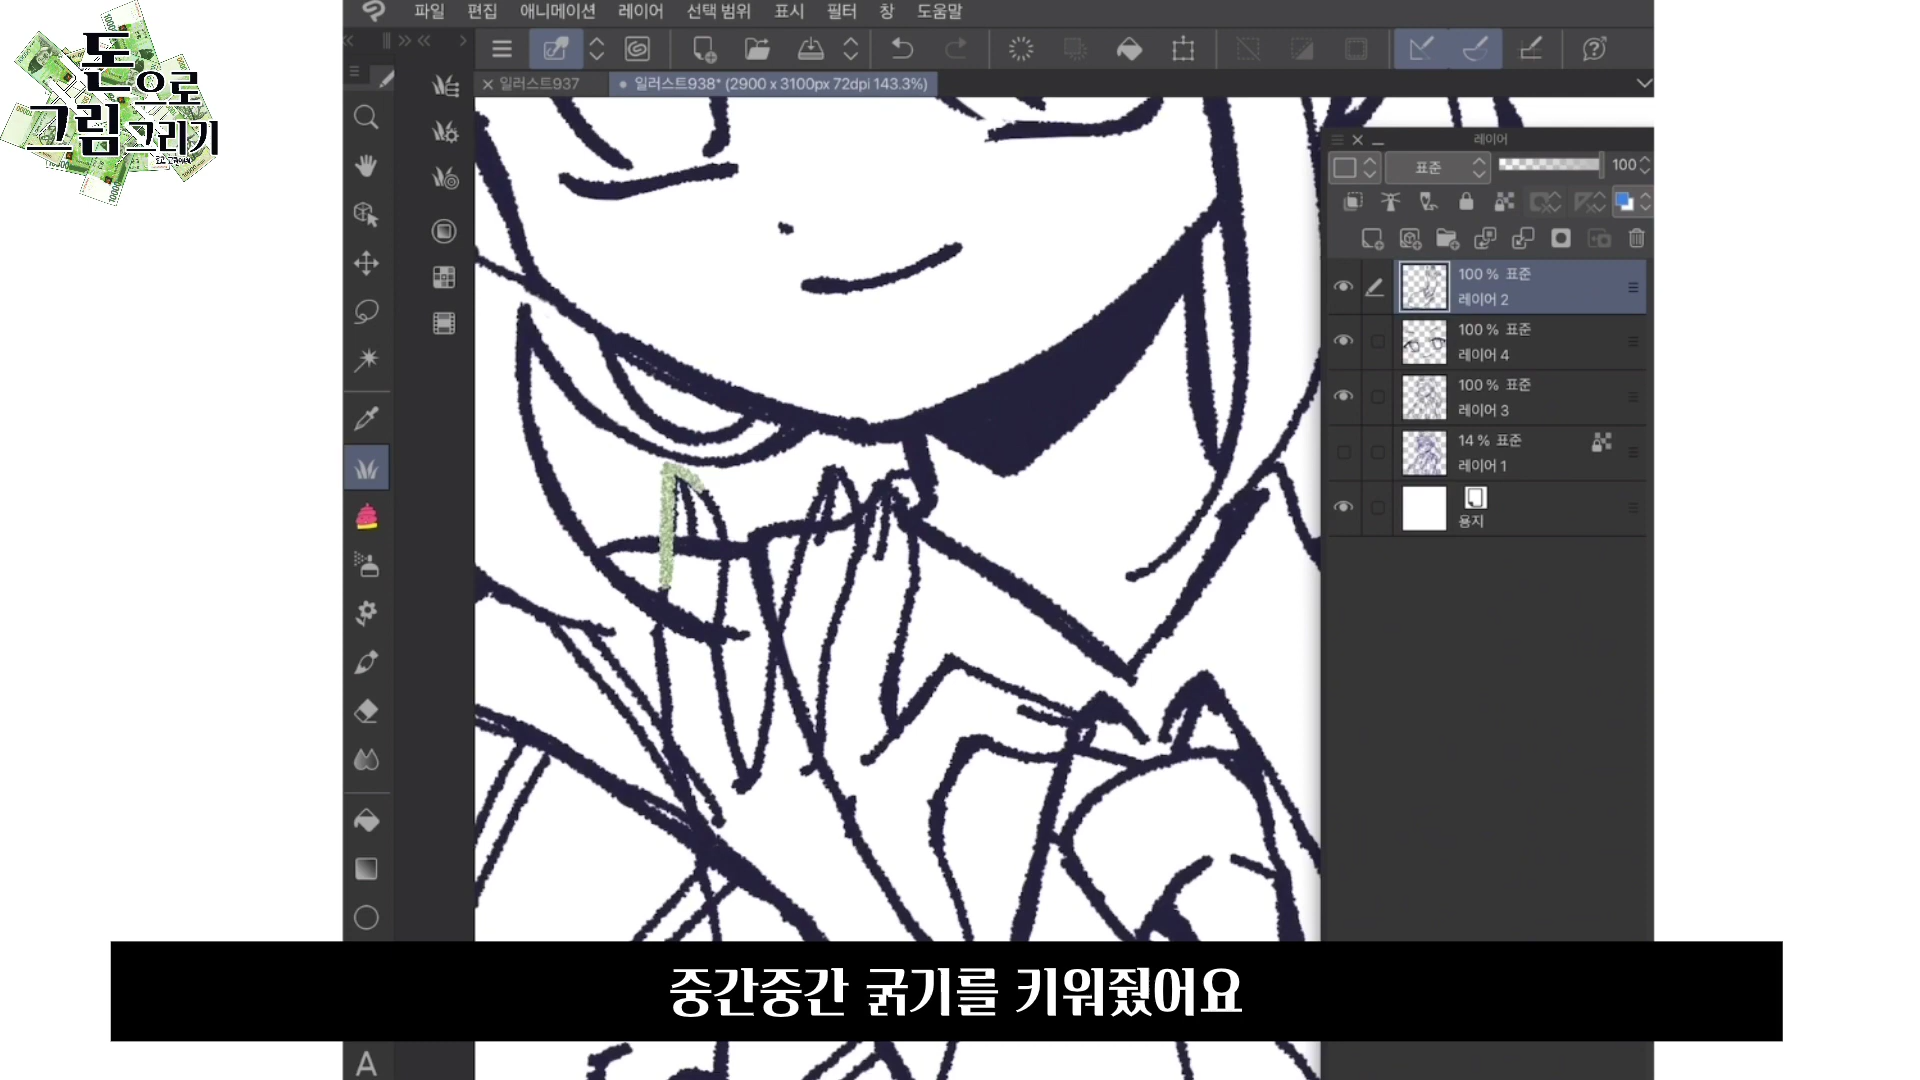 돈으로
그림그리기
파일 편집 애니메이션 레이어 선택 범위 표시 필터 창 도움말
일러스트937
일러스트938* (2900 x 3100px 72dpi 143.3%)
레이어
표준 100
100 % 표준
레이어 2
100 % 표준
레이어 4
100 % 표준
레이어 3
14 % 표준
레이어 1
용지
A
중간중간 굵기를 키워줬어요